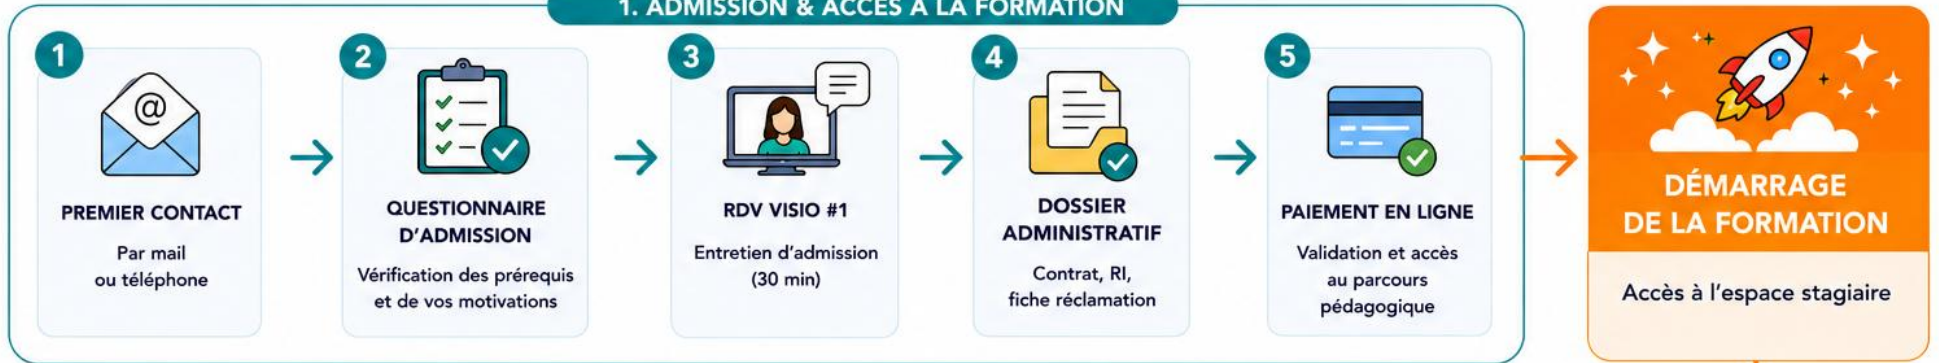 1. ADMISSION & ACCÈS À LA FORMATION
1
PREMIER CONTACT
Par mail
ou téléphone
2
QUESTIONNAIRE
D'ADMISSION
Vérification des prérequis
et de vos motivations
3
RDV VISIO #1
Entretien d'admission
(30 min)
4
DOSSIER
ADMINISTRATIF
Contrat, RI,
fiche réclamation
5
PAIEMENT EN LIGNE
Validation et accès
au parcours
pédagogique
DÉMARRAGE
DE LA FORMATION
Accès à l'espace stagiaire
@